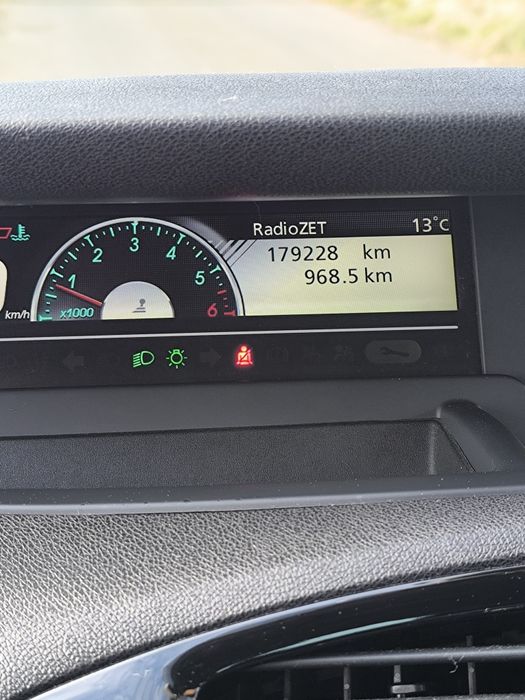 RadioZET 13°C
179228 km
968.5 km
1 2 3 4 5 6
x1000
km/h